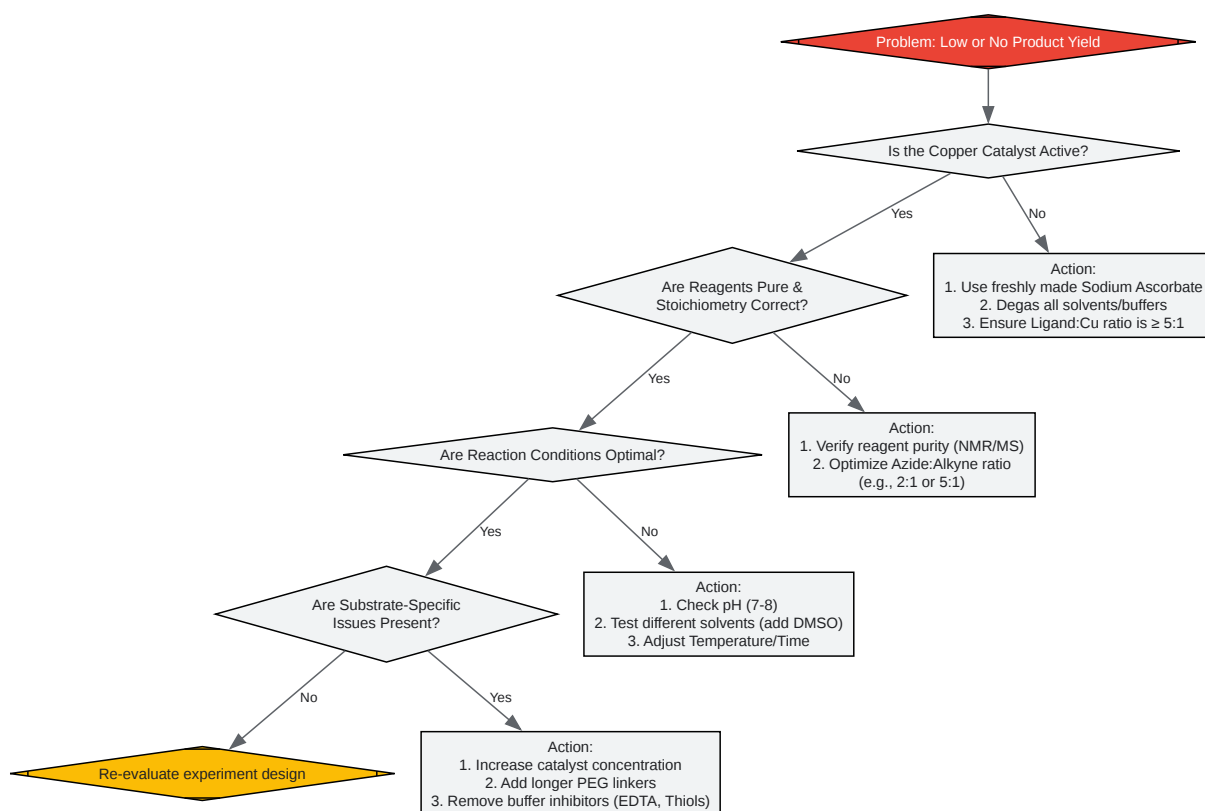 Problem: Low or No Product Yield
Is the Copper Catalyst Active?
Yes
No
Are Reagents Pure &
Stoichiometry Correct?
Action:
1. Use freshly made Sodium Ascorbate
2. Degas all solvents/buffers
3. Ensure Ligand:Cu ratio is ≥ 5:1
Yes
No
Are Reaction Conditions Optimal?
Action:
1. Verify reagent purity (NMR/MS)
2. Optimize Azide:Alkyne ratio
(e.g., 2:1 or 5:1)
Yes
No
Are Substrate-Specific
Issues Present?
Action:
1. Check pH (7-8)
2. Test different solvents (add DMSO)
3. Adjust Temperature/Time
No
Yes
Re-evaluate experiment design
Action:
1. Increase catalyst concentration
2. Add longer PEG linkers
3. Remove buffer inhibitors (EDTA, Thiols)